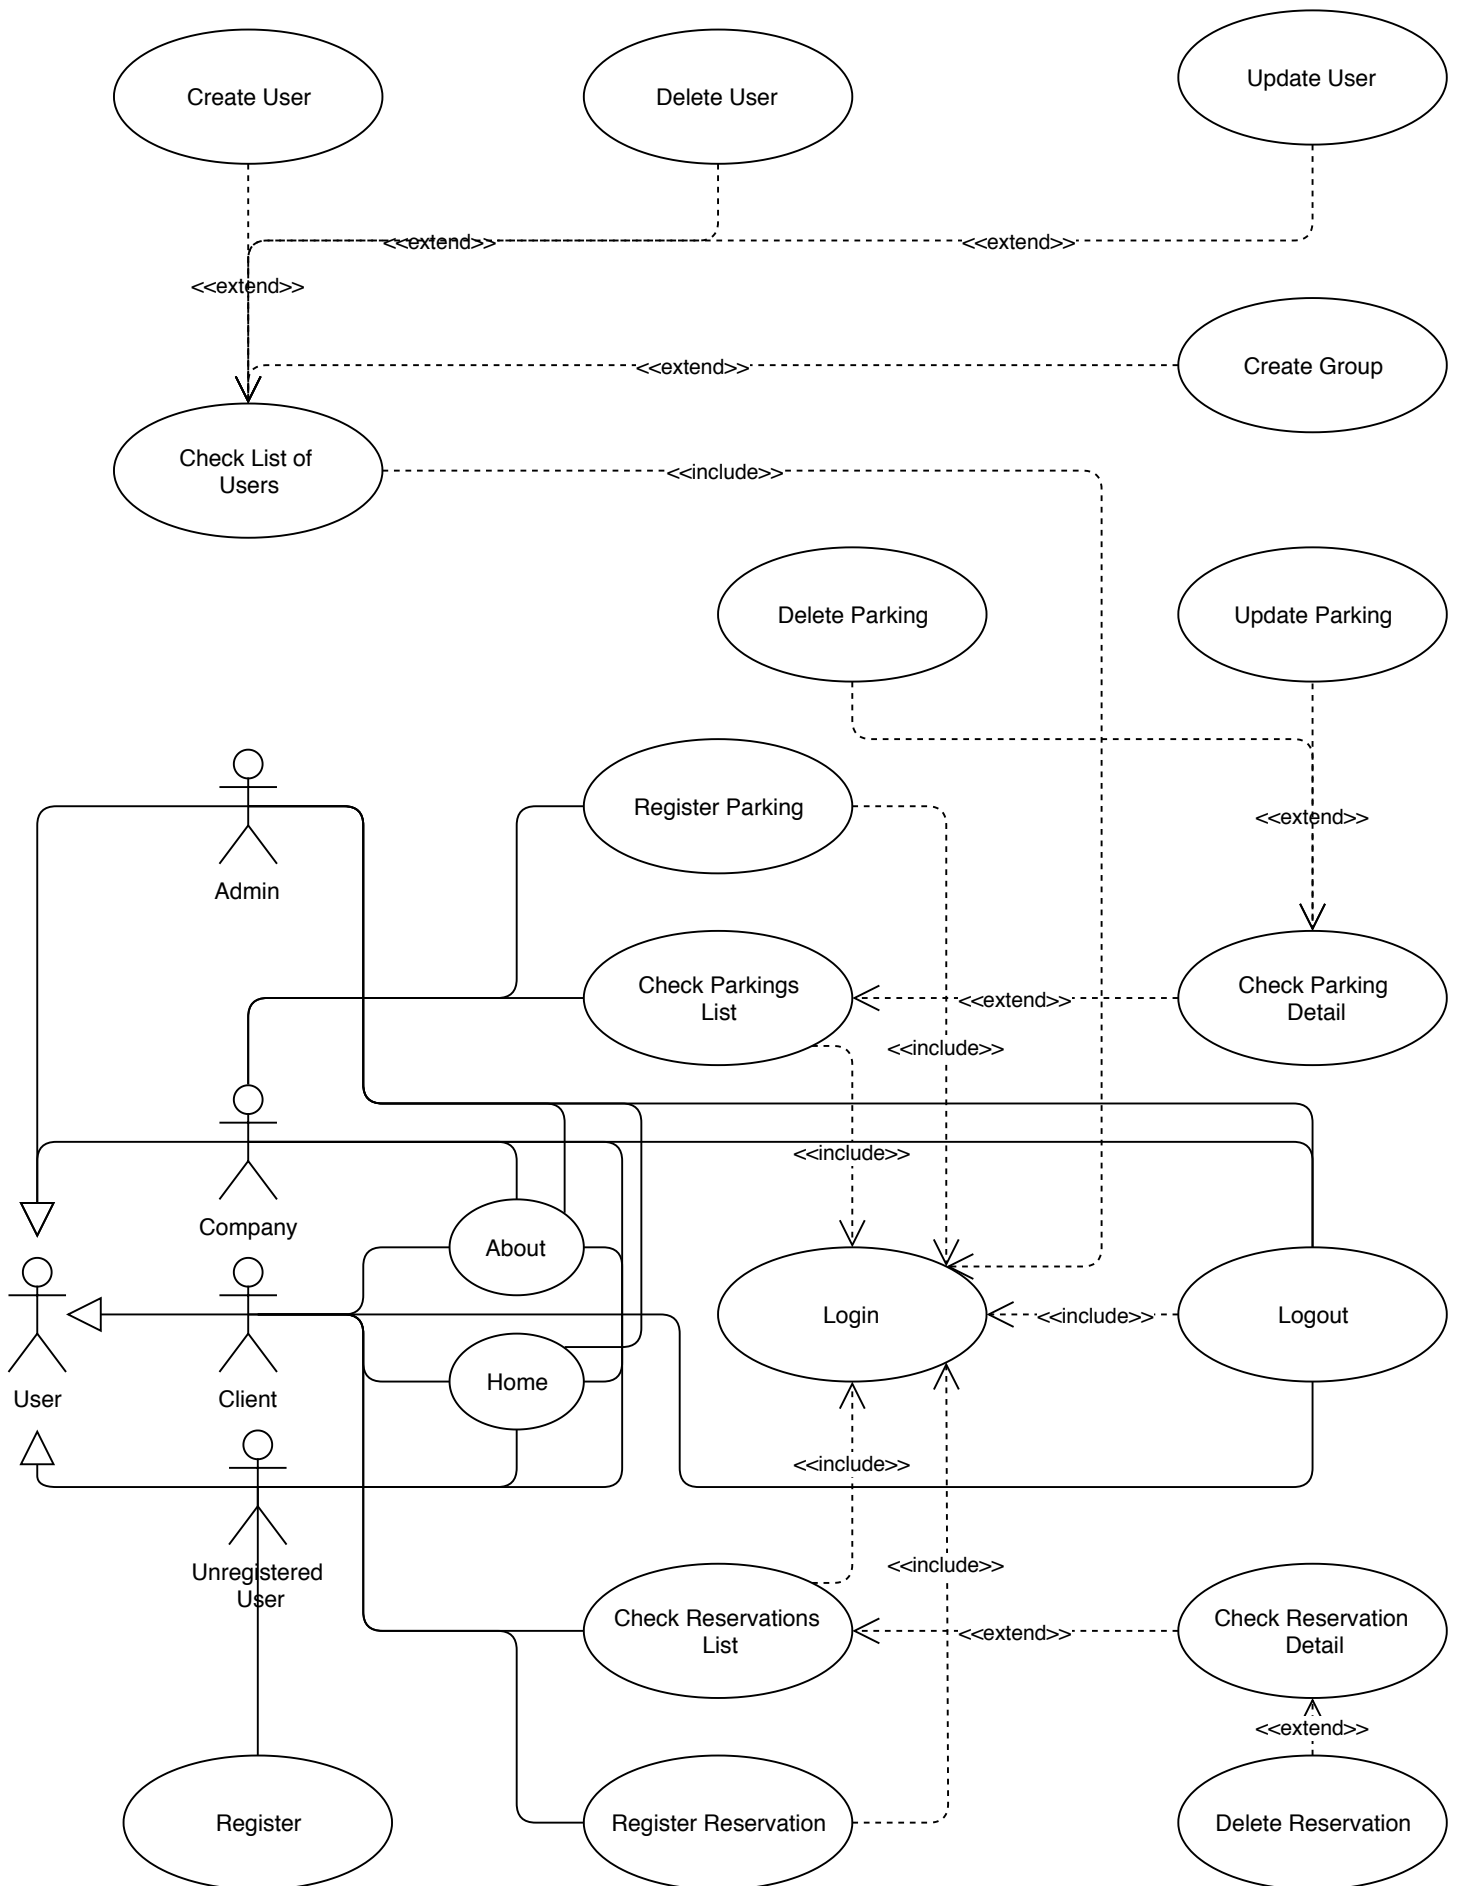 Create User
Delete User
Update User
<<extend>>
<<extend>>
<<extend>>
<<extend>>
Create Group
Check List of
Users
<<include>>
Delete Parking
Update Parking
Register Parking
<<extend>>
Admin
Check Parkings
List
<<extend>>
Check Parking
Detail
<<include>>
<<include>>
Company
About
Login
<<include>>
Logout
User
Client
Home
<<include>>
Unregistered
User
<<include>>
Check Reservations
List
<<extend>>
Check Reservation
Detail
<<extend>>
Register
Register Reservation
Delete Reservation